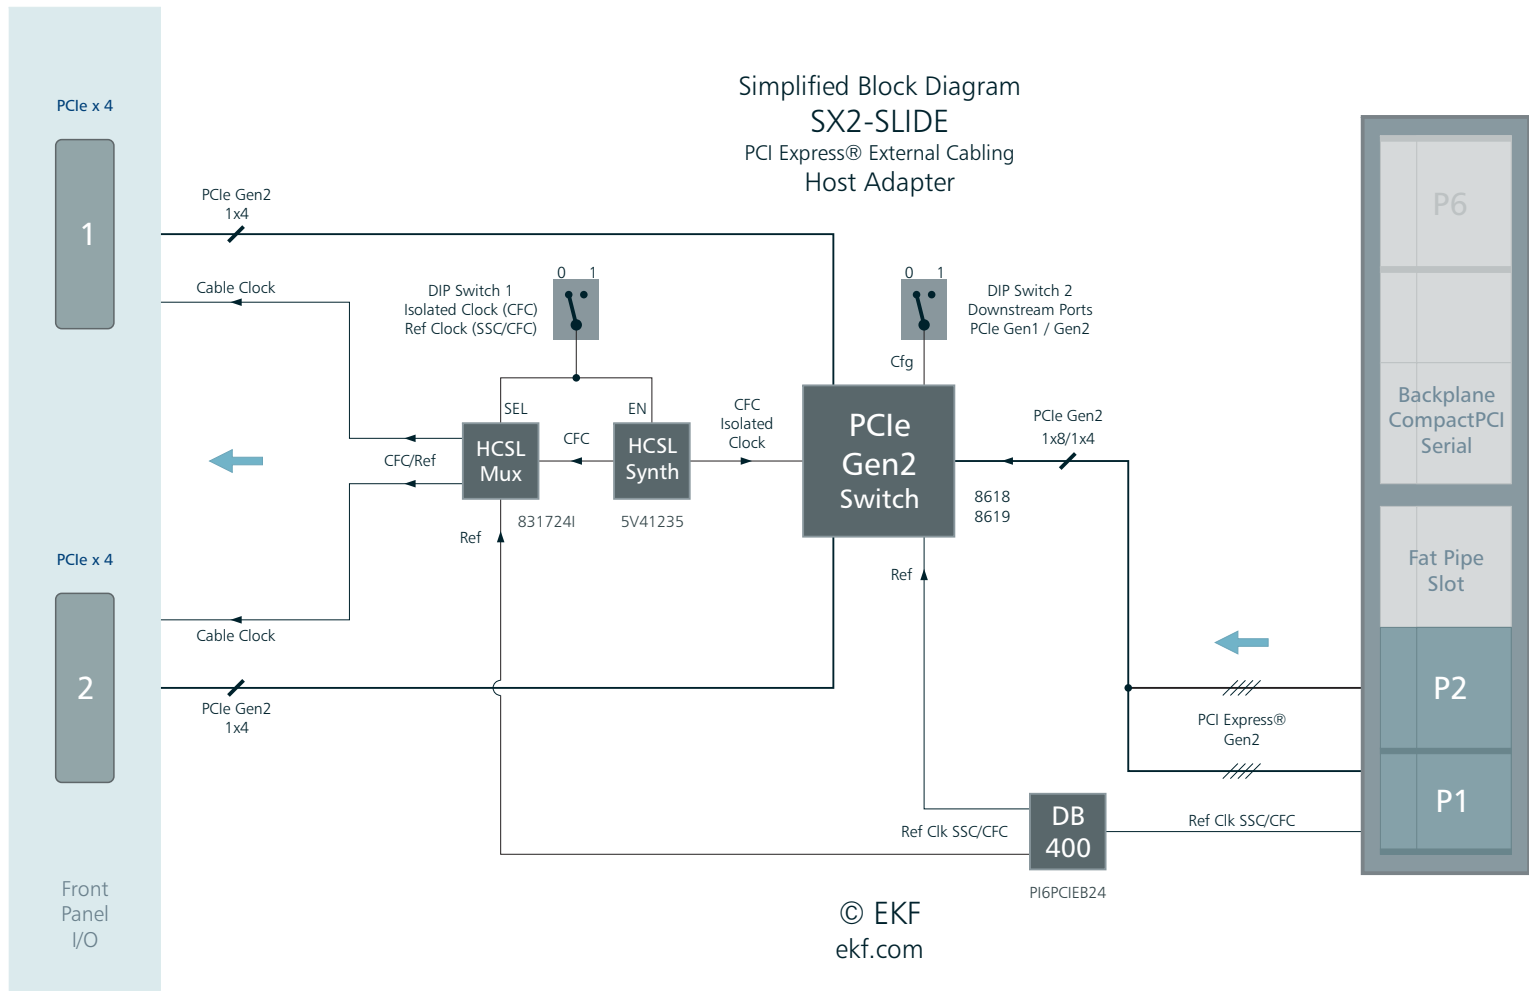 Simplified Block Diagram
SX2-SLIDE
PCI Express® External Cabling
Host Adapter
PCIe x 4
1
PCIe Gen2
1x4
Cable Clock
DIP Switch 1
Isolated Clock (CFC)
Ref Clock (SSC/CFC)
0 1
0 1
DIP Switch 2
Downstream Ports
PCIe Gen1 / Gen2
Cfg
SEL
EN
HCSL
Mux
831724I
CFC
HCSL
Synth
5V41235
CFC
Isolated
Clock
PCIe
Gen2
Switch
8618
8619
PCIe Gen2
1x8/1x4
CFC/Ref
Ref
Ref
PCIe x 4
2
Cable Clock
PCIe Gen2
1x4
P6
Backplane
CompactPCI
Serial
Fat Pipe
Slot
P2
P1
PCI Express®
Gen2
Ref Clk SSC/CFC
DB
400
PI6PCIEB24
Ref Clk SSC/CFC
Front
Panel
I/O
© EKF
ekf.com